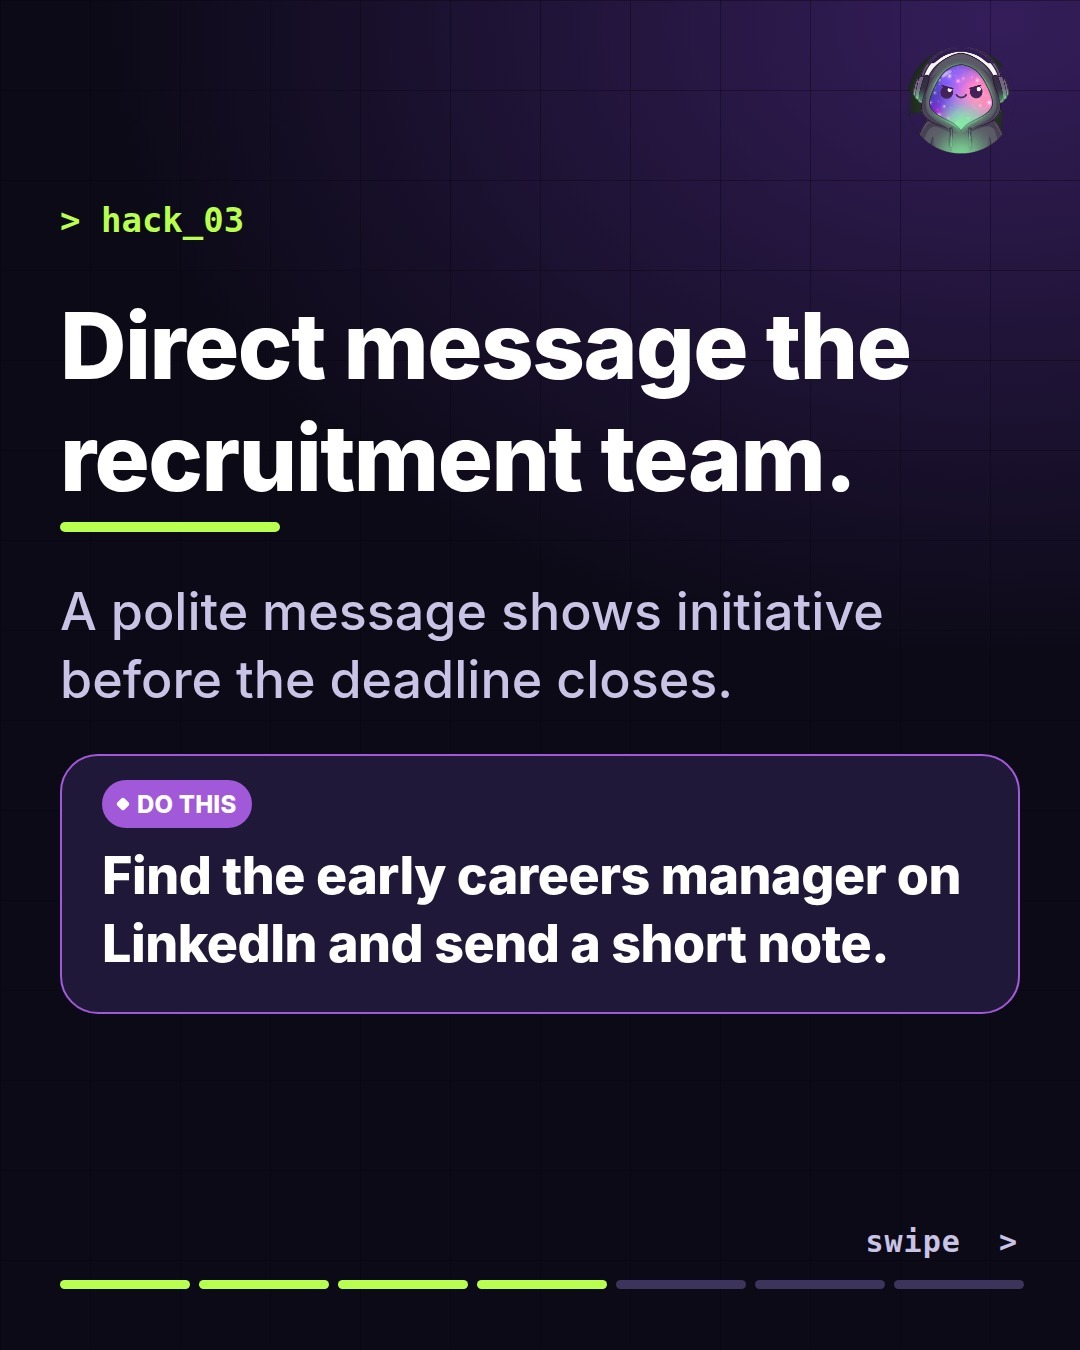 > hack_03
Direct message the
recruitment team.
A polite message shows initiative
before the deadline closes.
DO THIS
Find the early careers manager on
LinkedIn and send a short note.
swipe >